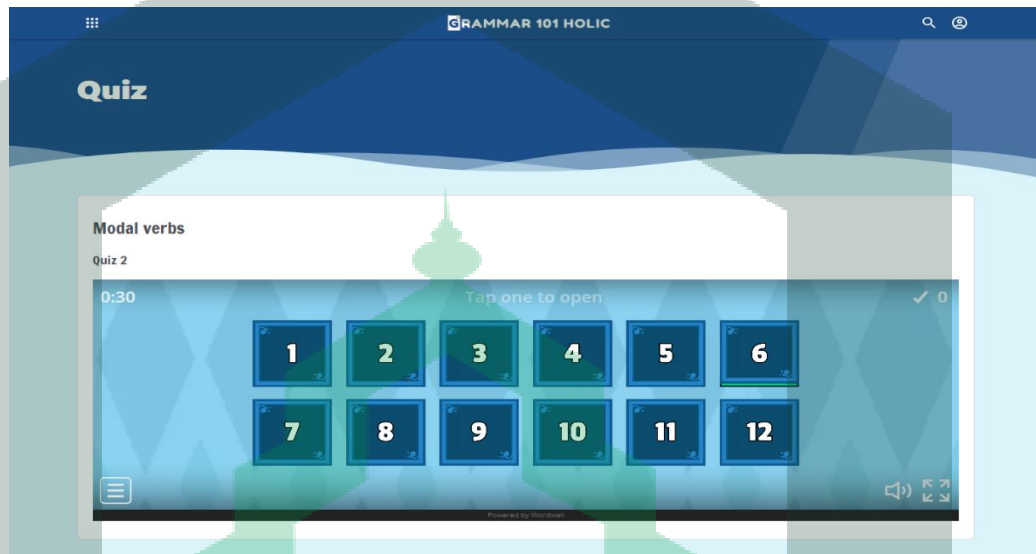 GRAMMAR 101 HOLIC
Quiz
Modal verbs
Quiz 2
0:30 Tap one to open ✓ 0
1 2 3 4 5 6
7 8 9 10 11 12
Powered by Wordwall